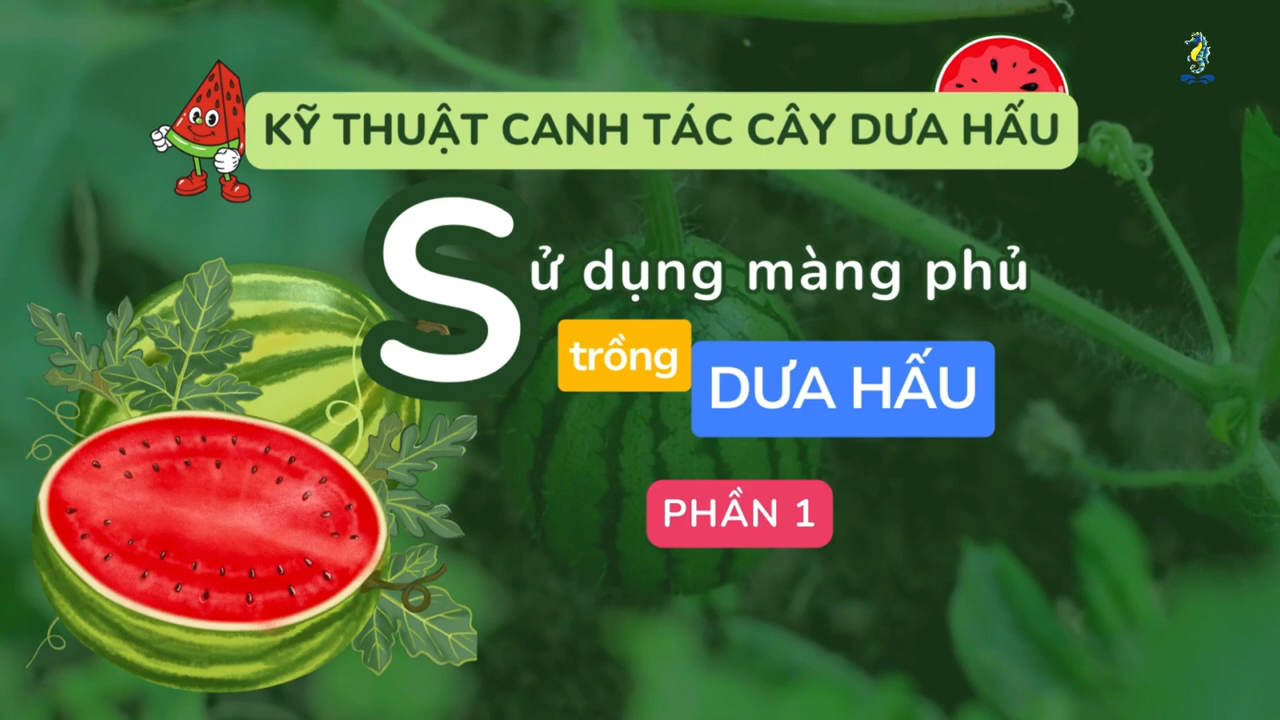 KỸ THUẬT CANH TÁC CÂY DƯA HẤU
Sử dụng màng phủ
trồng
DƯA HẤU
PHẦN 1